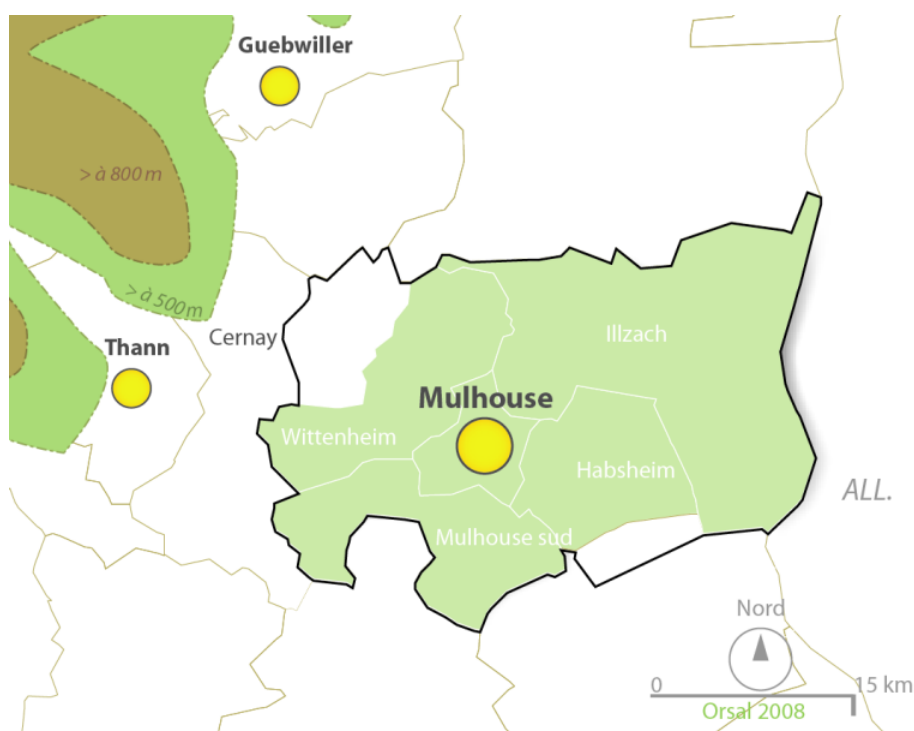 Guebwiller
> à 800 m
> à 500 m
Cernay
Thann
Illzach
Mulhouse
Wittenheim
Habsheim
ALL.
Mulhouse sud
Nord
0
15 km
Orsal 2008